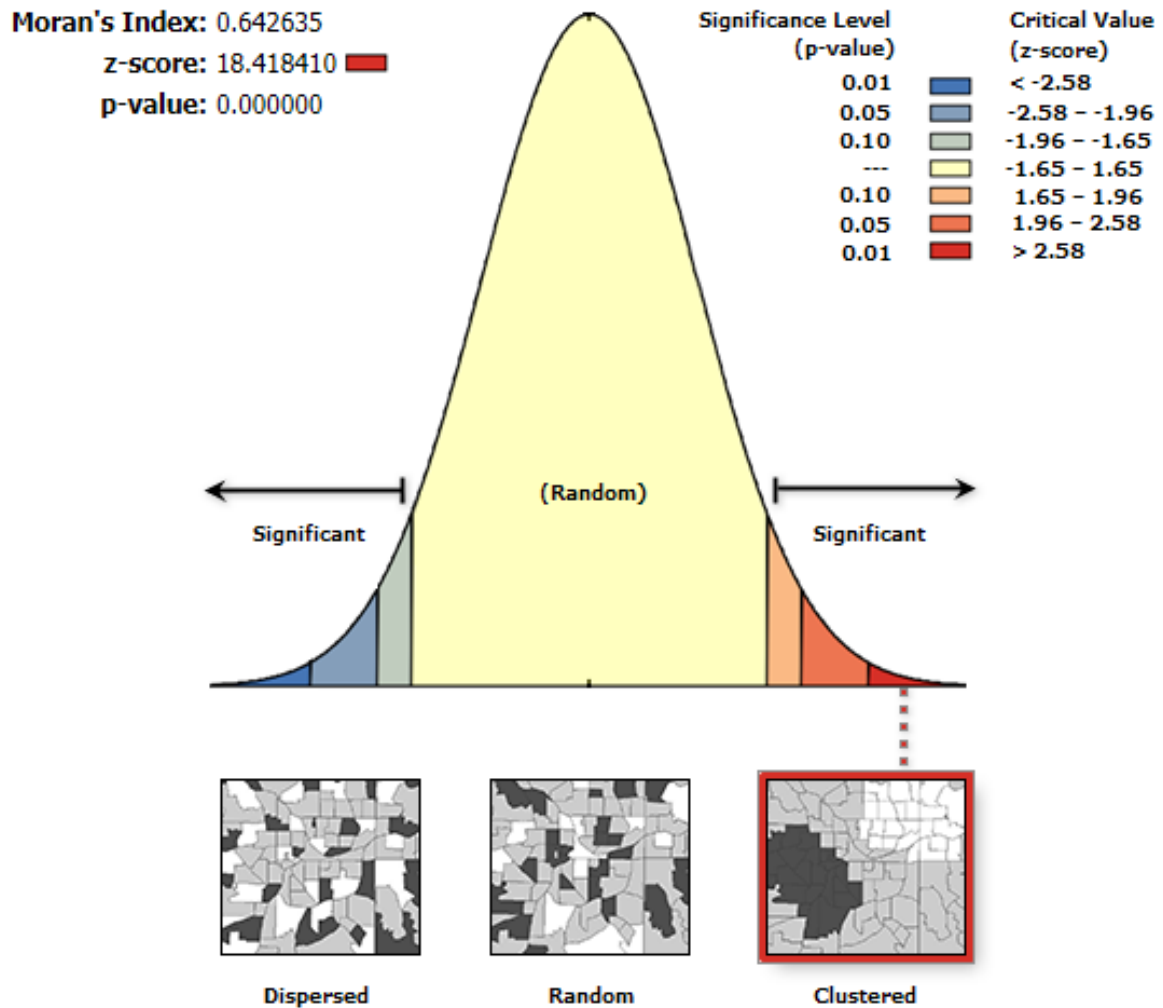 Moran's Index: 0.642635
z-score: 18.418410
p-value: 0.000000
Significance Level
(p-value)
Critical Value
(z-score)
0.01 < -2.58
0.05 -2.58 – -1.96
0.10 -1.96 – -1.65
--- -1.65 – 1.65
0.10 1.65 – 1.96
0.05 1.96 – 2.58
0.01 > 2.58
(Random)
Significant
Significant
Dispersed
Random
Clustered